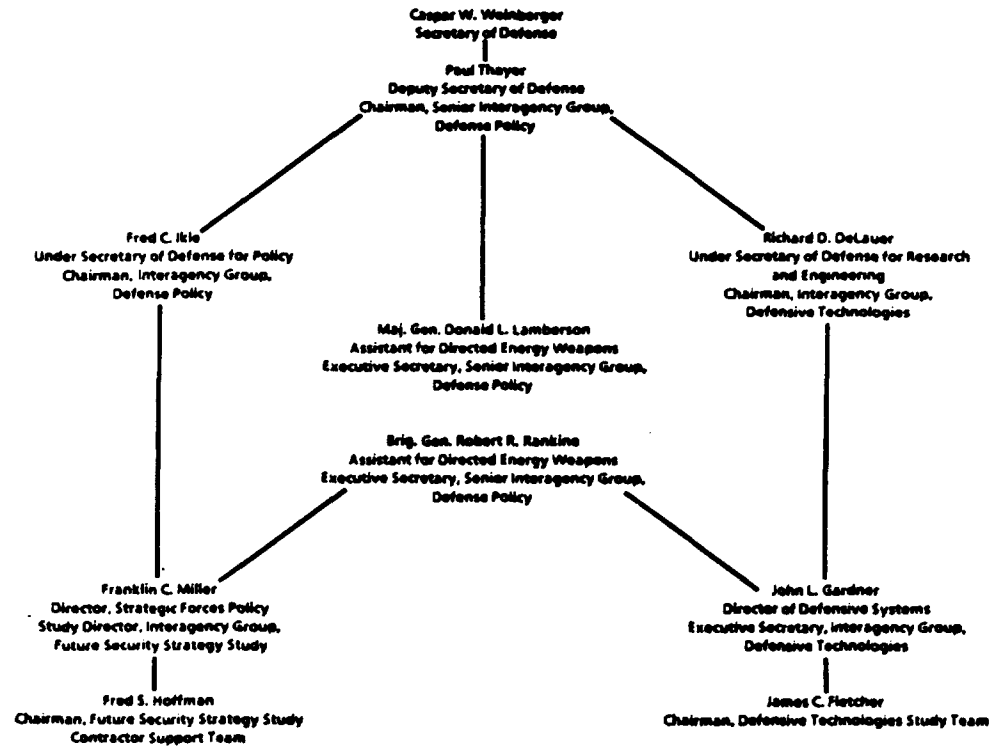 Caspar W. Weinberger
Secretary of Defense
Paul Thayer
Deputy Secretary of Defense
Chairman, Senior Interagency Group,
Defense Policy
Fred C. Ikle
Under Secretary of Defense for Policy
Chairman, Interagency Group,
Defense Policy
Richard D. DeLauer
Under Secretary of Defense for Research
and Engineering
Chairman, Interagency Group,
Defensive Technologies
Maj. Gen. Donald L. Lamberson
Assistant for Directed Energy Weapons
Executive Secretary, Senior Interagency Group,
Defense Policy
Brig. Gen. Robert R. Rankine
Assistant for Directed Energy Weapons
Executive Secretary, Senior Interagency Group,
Defense Policy
Franklin C. Miller
Director, Strategic Forces Policy
Study Director, Interagency Group,
Future Security Strategy Study
John L. Gardner
Director of Defensive Systems
Executive Secretary, Interagency Group,
Defensive Technologies
Fred S. Hoffman
Chairman, Future Security Strategy Study
Contractor Support Team
James C. Fletcher
Chairman, Defensive Technologies Study Team